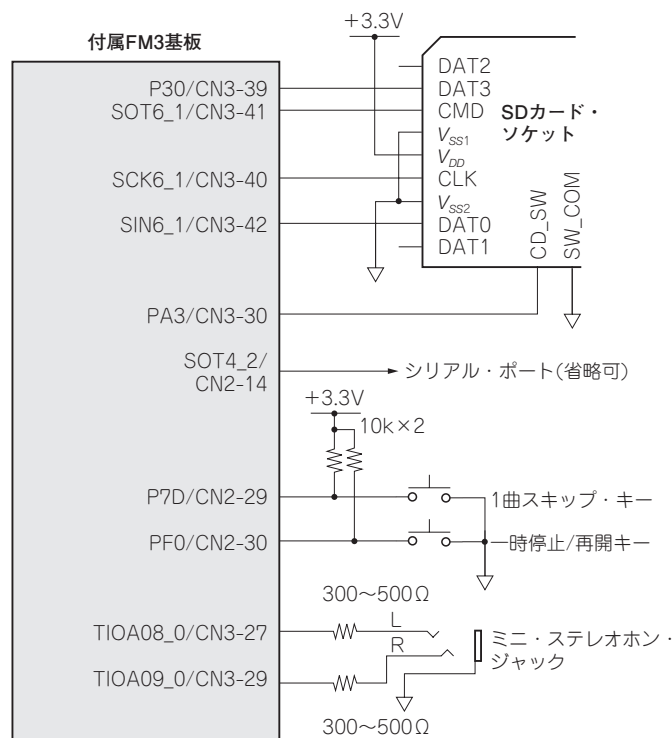 付属FM3基板
+3.3V
P30/CN3-39
SOT6_1/CN3-41
SCK6_1/CN3-40
SIN6_1/CN3-42
PA3/CN3-30
SOT4_2/
CN2-14
P7D/CN2-29
PF0/CN2-30
TIOA08_0/CN3-27
TIOA09_0/CN3-29
DAT2
DAT3
CMD
VSS1
VDD
CLK
VSS2
DAT0
DAT1
SDカード・
ソケット
CD_SW
SW_COM
シリアル・ポート(省略可)
+3.3V
10k×2
1曲スキップ・キー
一時停止/再開キー
300〜500Ω
L
R
ミニ・ステレオホン・
ジャック
300〜500Ω